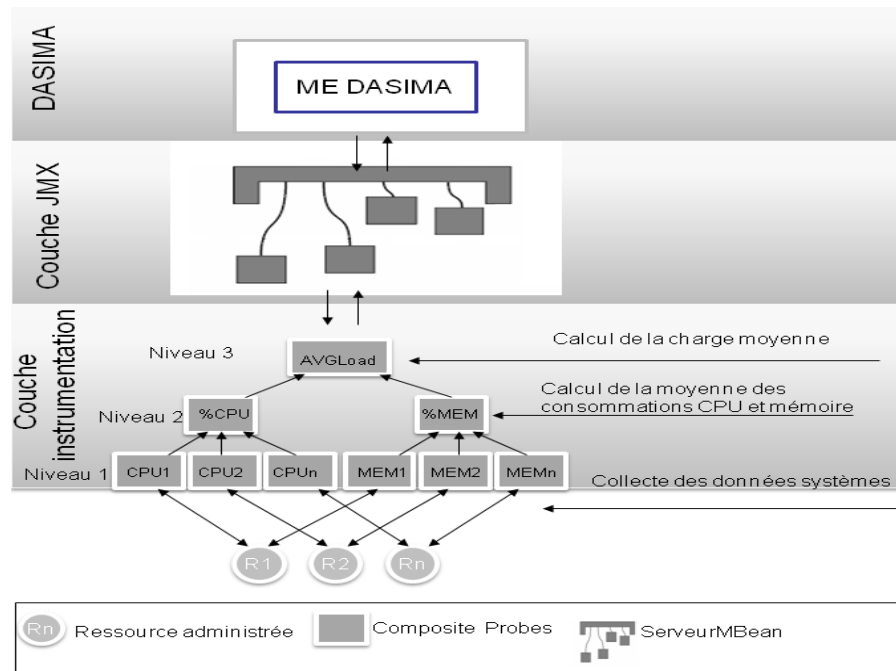 DASIMA
ME DASIMA
Couche JMX
Couche
instrumentation
Niveau 3
AVGLoad
Calcul de la charge moyenne
Niveau 2
%CPU
%MEM
Calcul de la moyenne des
consommations CPU et mémoire
Niveau 1
CPU1
CPU2
CPUn
MEM1
MEM2
MEMn
Collecte des données systèmes
R1
R2
Rn
Rn
Ressource administrée
Composite Probes
ServeurMBean